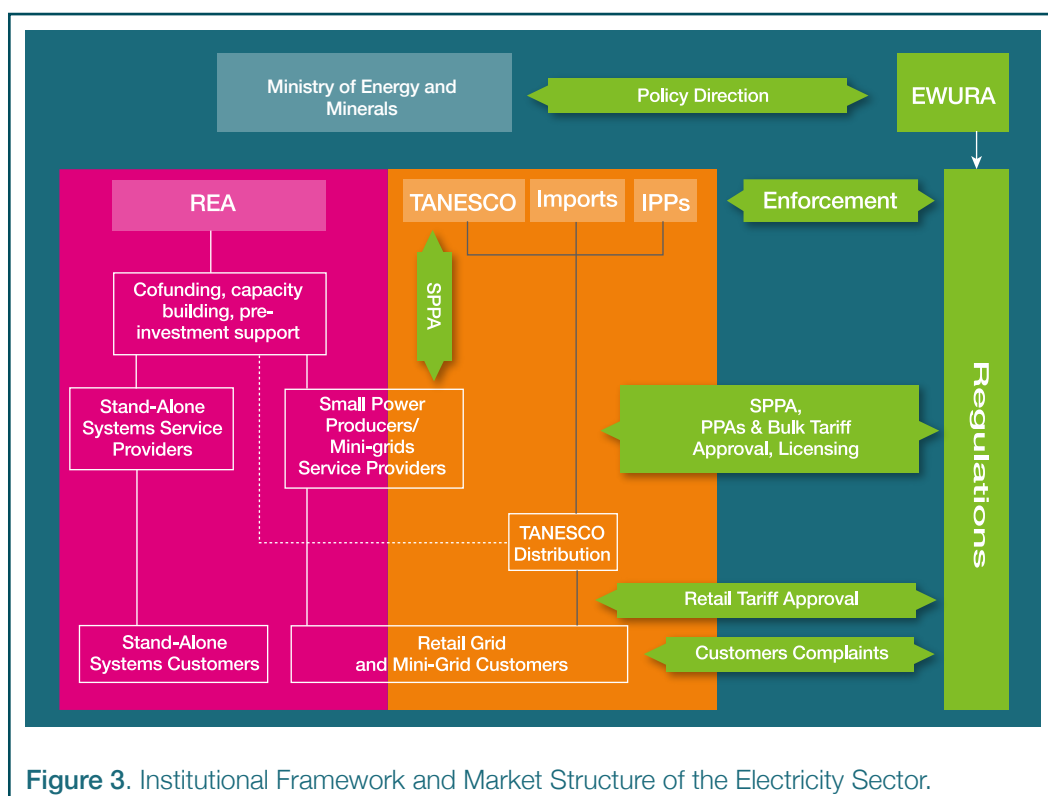 Ministry of Energy and
Minerals
Policy Direction
EWURA
REA
TANESCO
Imports
IPPs
Enforcement
Cofunding, capacity
building, pre-
investment support
SPPA
Stand-Alone
Systems Service
Providers
Small Power
Producers/
Mini-grids
Service Providers
SPPA,
PPAs & Bulk Tariff
Approval, Licensing
Regulations
TANESCO
Distribution
Retail Tariff Approval
Stand-Alone
Systems Customers
Retail Grid
and Mini-Grid Customers
Customers Complaints
Figure 3. Institutional Framework and Market Structure of the Electricity Sector.